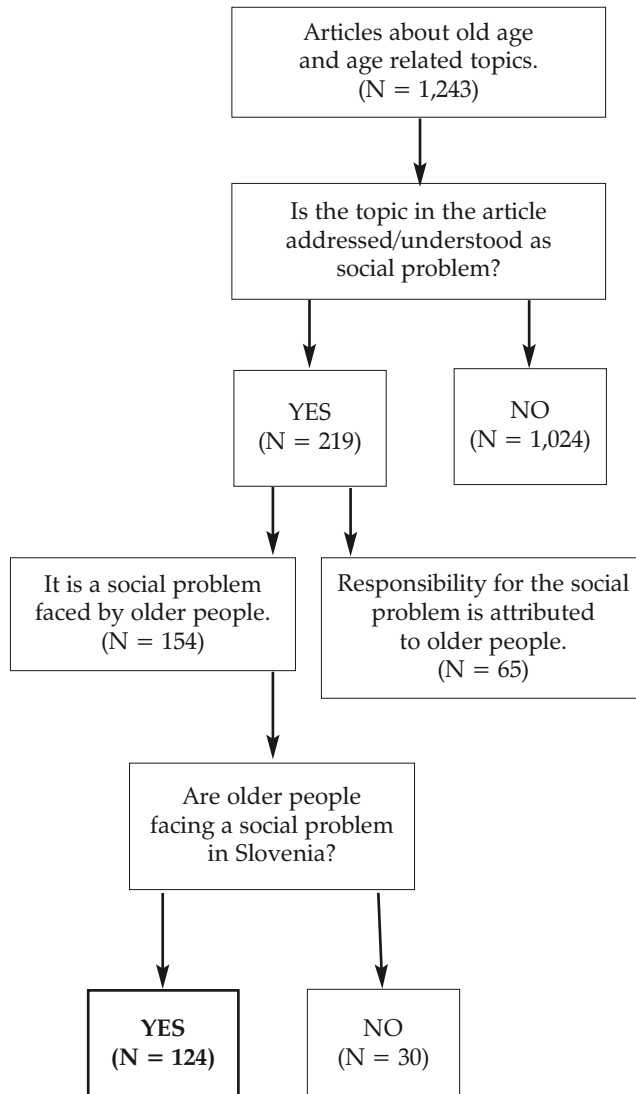 Articles about old age
and age related topics.
(N = 1,243)
Is the topic in the article
addressed/understood as
social problem?
YES
(N = 219)
NO
(N = 1,024)
It is a social problem
faced by older people.
(N = 154)
Responsibility for the social
problem is attributed
to older people.
(N = 65)
Are older people
facing a social problem
in Slovenia?
YES
(N = 124)
NO
(N = 30)